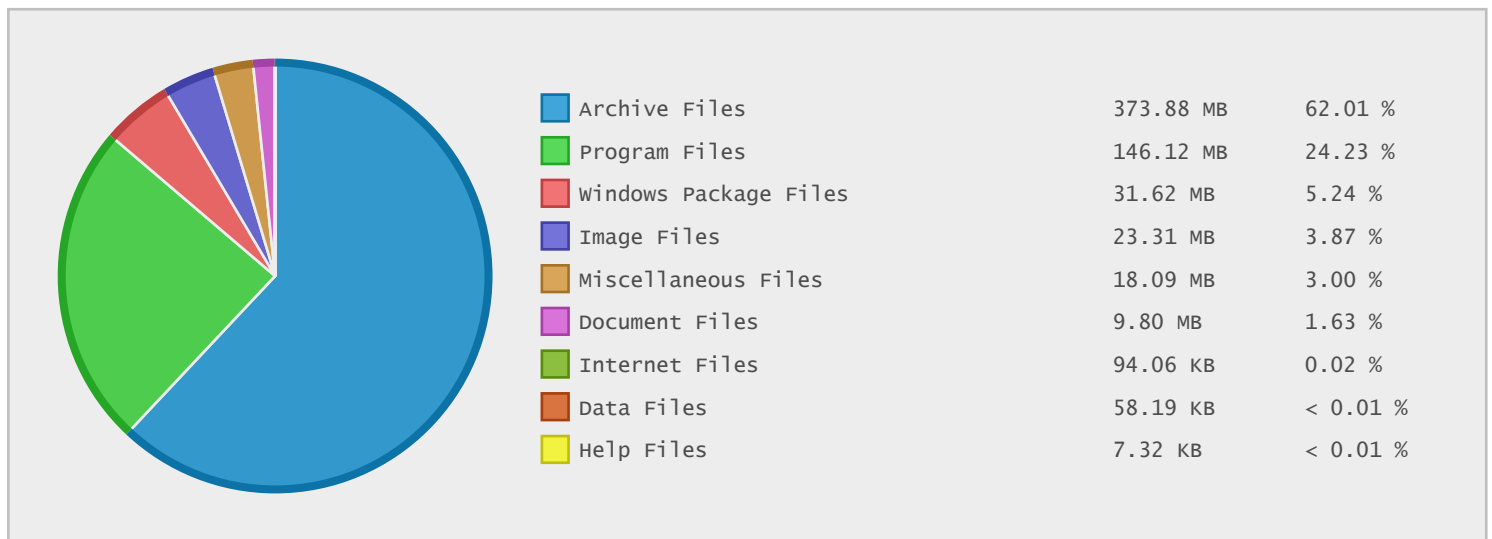 Archive Files 373.88 MB 62.01 %
Program Files 146.12 MB 24.23 %
Windows Package Files 31.62 MB 5.24 %
Image Files 23.31 MB 3.87 %
Miscellaneous Files 18.09 MB 3.00 %
Document Files 9.80 MB 1.63 %
Internet Files 94.06 KB 0.02 %
Data Files 58.19 KB < 0.01 %
Help Files 7.32 KB < 0.01 %